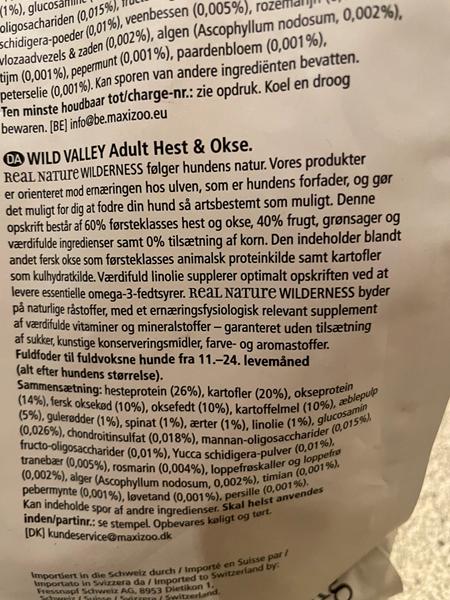 (1%), glucosamine
oligosachariden (0,015%),
schidigera-poeder (0,01%), veenbessen (0,005%), rozemarijn
vlozaadvezels & zaden (0,002%), algen (Ascophyllum nodosum, 0,002%),
tijm (0,001%), pepermunt (0,001%), paardenbloem (0,001%),
peterselie (0,001%). Kan sporen van andere ingrediënten bevatten.
Ten minste houdbaar tot/charge-nr.: zie opdruk. Koel en droog
bewaren. [BE] info@be.maxizoo.eu
DA WILD VALLEY Adult Hest & Okse.
REAL NATURE WILDERNESS følger hundens natur. Vores produkter
er orienteret mod ernæringen hos ulven, som er hundens forfader, og gør
det muligt for dig at fodre din hund så artsbestemt som muligt. Denne
opskrift består af 60% førsteklasses hest og okse, 40% frugt, grønsager og
værdifulde ingredienser samt 0% tilsætning af korn. Den indeholder blandt
andet fersk okse som førsteklasses animalsk proteinkilde samt kartofler
som kulhydratkilde. Værdifuld linolie supplerer optimalt opskriften ved at
levere essentielle omega-3-fedtsyrer. REAL NATURE WILDERNESS byder
på naturlige råstoffer, med et ernæringsfysiologisk relevant supplement
af værdifulde vitaminer og mineralstoffer – garanteret uden tilsætning
af sukker, kunstige konserveringsmidler, farve- og aromastoffer.
Fuldfoder til fuldvoksne hunde fra 11.–24. levemåned
(alt efter hundens størrelse).
Sammensætning: hesteprotein (26%), kartofler (20%), okseprotein
(14%), fersk oksekød (10%), oksefedt (10%), kartoffelmel (10%), æblepulp
(5%), gulerødder (1%), spinat (1%), ærter (1%), linolie (1%), glucosamin
(0,026%), chondroitinsulfat (0,018%), mannan-oligosaccharider (0,015%),
fructo-oligosaccharider (0,01%), Yucca schidigera-pulver (0,01%),
tranebær (0,005%), rosmarin (0,004%), loppefrøskaller og loppefrø
(0,002%), alger (Ascophyllum nodosum, 0,002%), timian (0,001%),
pebermynte (0,001%), løvetand (0,001%), persille (0,001%).
Kan indeholde spor af andre ingredienser. Skal helst anvendes
inden/partinr.: se stempel. Opbevares køligt og tørt.
[DK] kundeservice@maxizoo.dk
Importiert in die Schweiz durch / Importé en Suisse par /
Importato in Svizzera da / Imported to Switzerland by:
Fressnapf Schweiz AG, 8953 Dietikon 1,
Schweiz / Suisse / Svizzera / Switzerland.